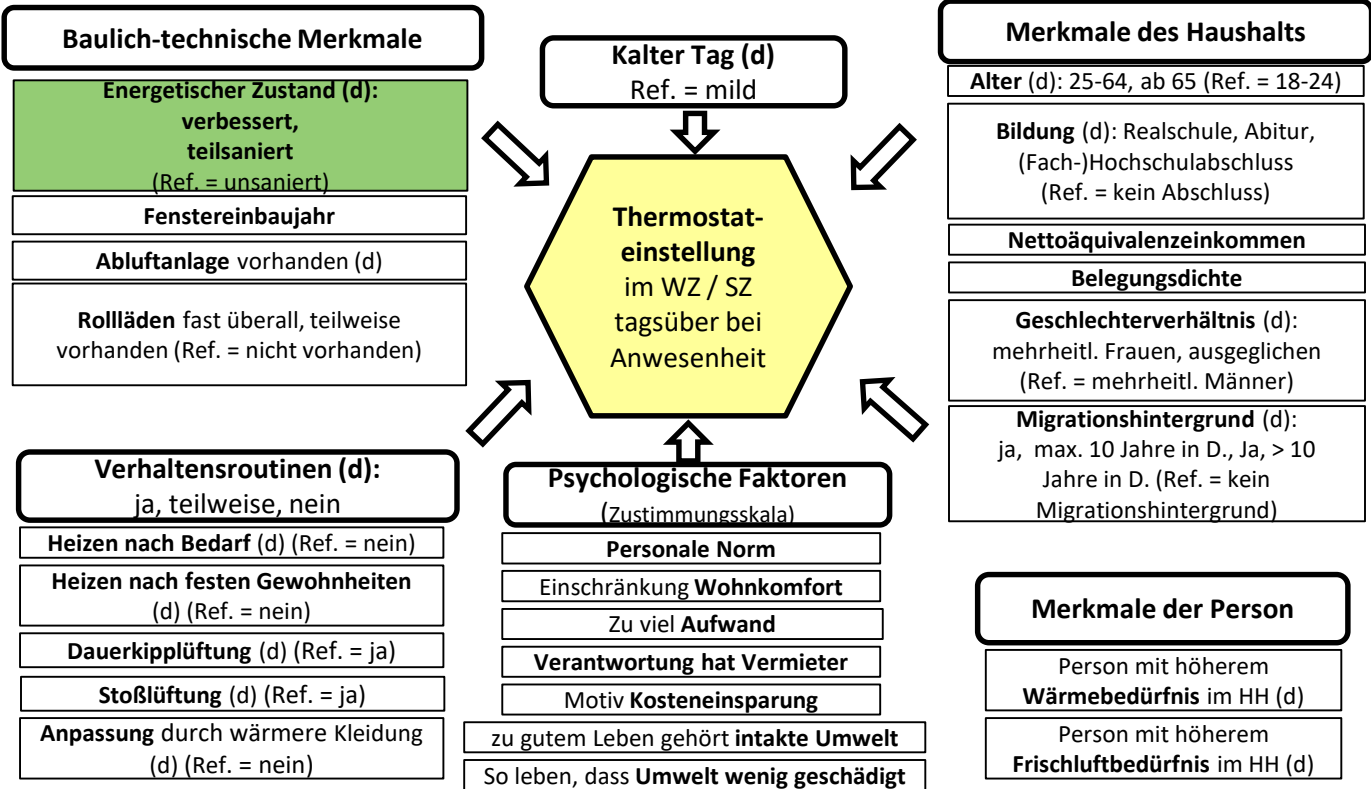 Baulich-technische Merkmale
Energetischer Zustand (d):
verbessert,
teilsaniert
(Ref. = unsaniert)
Fenstereinbaujahr
Abluftanlage vorhanden (d)
Rollläden fast überall, teilweise
vorhanden (Ref. = nicht vorhanden)
Kalter Tag (d)
Ref. = mild
Thermostat-
einstellung
im WZ / SZ
tagsüber bei
Anwesenheit
Merkmale des Haushalts
Alter (d): 25-64, ab 65 (Ref. = 18-24)
Bildung (d): Realschule, Abitur,
(Fach-)Hochschulabschluss
(Ref. = kein Abschluss)
Nettoäquivalenzeinkommen
Belegungsdichte
Geschlechterverhältnis (d):
mehrheitl. Frauen, ausgeglichen
(Ref. = mehrheitl. Männer)
Migrationshintergrund (d):
ja, max. 10 Jahre in D., Ja, > 10
Jahre in D. (Ref. = kein
Migrationshintergrund)
Verhaltensroutinen (d):
ja, teilweise, nein
Heizen nach Bedarf (d) (Ref. = nein)
Heizen nach festen Gewohnheiten
(d) (Ref. = nein)
Dauerkipplüftung (d) (Ref. = ja)
Stoßlüftung (d) (Ref. = ja)
Anpassung durch wärmere Kleidung
(d) (Ref. = nein)
Psychologische Faktoren
(Zustimmungsskala)
Personale Norm
Einschränkung Wohnkomfort
Zu viel Aufwand
Verantwortung hat Vermieter
Motiv Kosteneinsparung
zu gutem Leben gehört intakte Umwelt
So leben, dass Umwelt wenig geschädigt
Merkmale der Person
Person mit höherem
Wärmebedürfnis im HH (d)
Person mit höherem
Frischluftbedürfnis im HH (d)